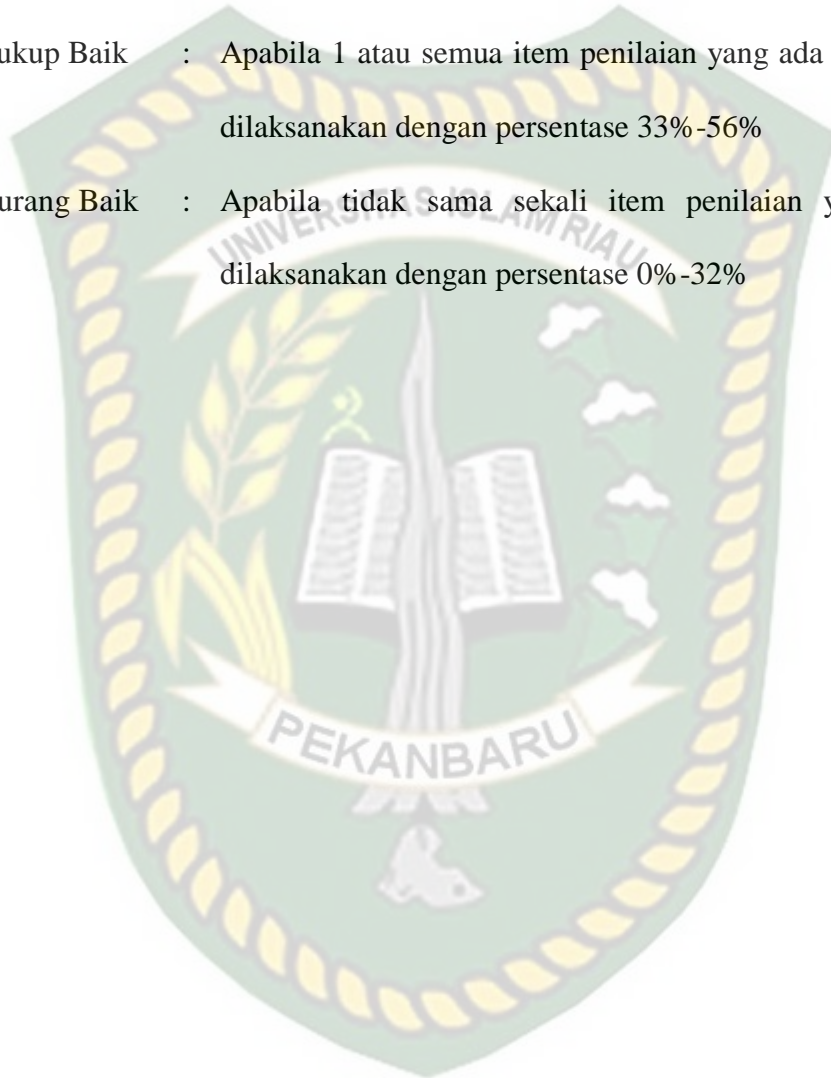 ukup Baik : Apabila 1 atau semua item penilaian yang ada
dilaksanakan dengan persentase 33%-56%
urang Baik : Apabila tidak sama sekali item penilaian y
dilaksanakan dengan persentase 0%-32%
UNIVERSITAS ISLAM RIAU
PEKANBARU